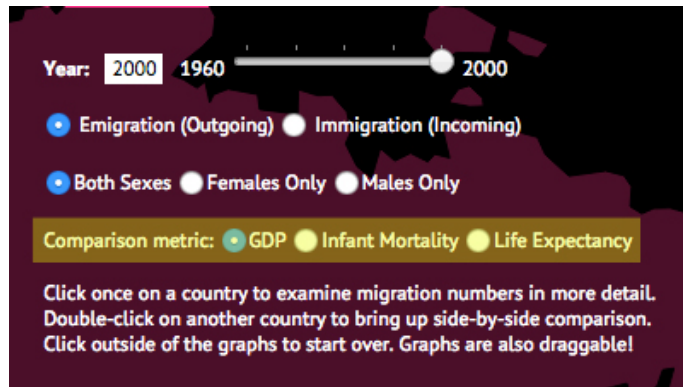 Year: 2000 1960 2000
Emigration (Outgoing) Immigration (Incoming)
Both Sexes Females Only Males Only
Comparison metric: GDP Infant Mortality Life Expectancy
Click once on a country to examine migration numbers in more detail.
Double-click on another country to bring up side-by-side comparison.
Click outside of the graphs to start over. Graphs are also draggable!